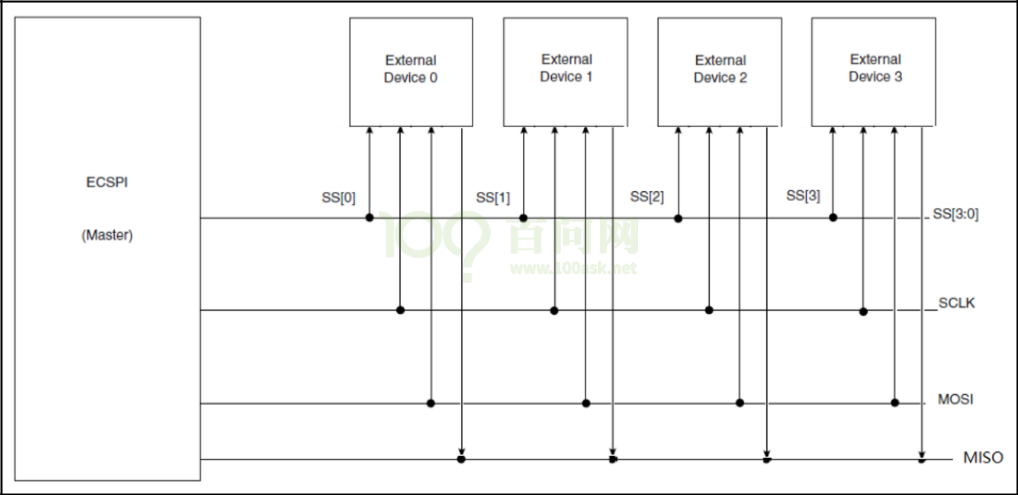 External
Device 0
External
Device 1
External
Device 2
External
Device 3
ECSPI
(Master)
SS[0]
SS[1]
SS[2]
SS[3]
SS[3:0]
100 百问网
www.100ask.net
SCLK
MOSI
MISO